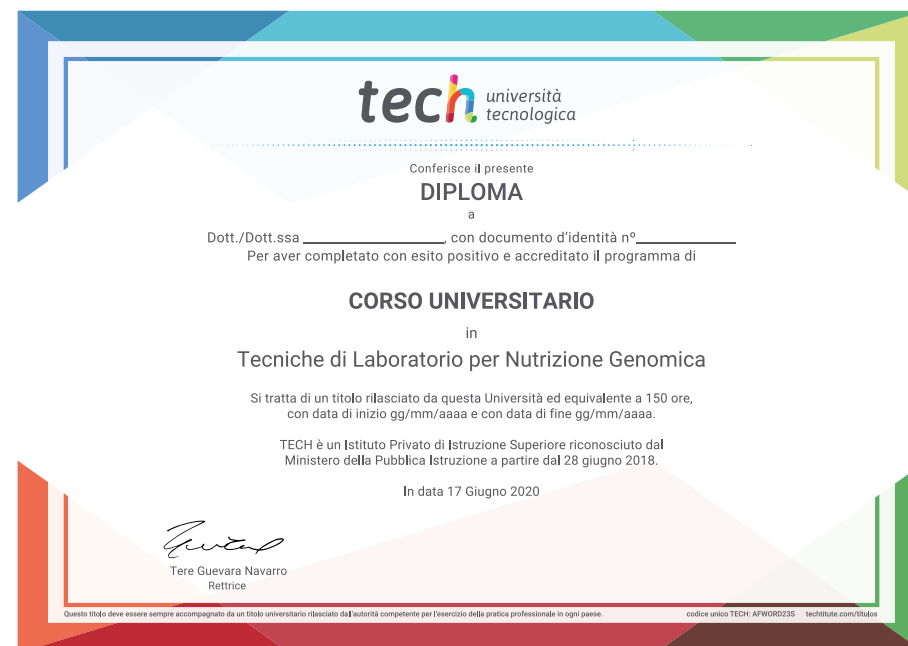 tech università
tecnologica
Conferisce il presente
DIPLOMA
a
Dott./Dott.ssa ____________________, con documento d'identità nº______________
Per aver completato con esito positivo e accreditato il programma di
CORSO UNIVERSITARIO
in
Tecniche di Laboratorio per Nutrizione Genomica
Si tratta di un titolo rilasciato da questa Università ed equivalente a 150 ore,
con data di inizio gg/mm/aaaa e con data di fine gg/mm/aaaa.
TECH è un Istituto Privato di Istruzione Superiore riconosciuto dal
Ministero della Pubblica Istruzione a partire dal 28 giugno 2018.
In data 17 Giugno 2020
Tere Guevara Navarro
Rettrice
Questo titolo deve essere sempre accompagnato da un titolo universitario rilasciato dall'autorità competente per l'esercizio della pratica professionale in ogni paese. codice unico TECH: AFWORD23S techtitute.com/titulos